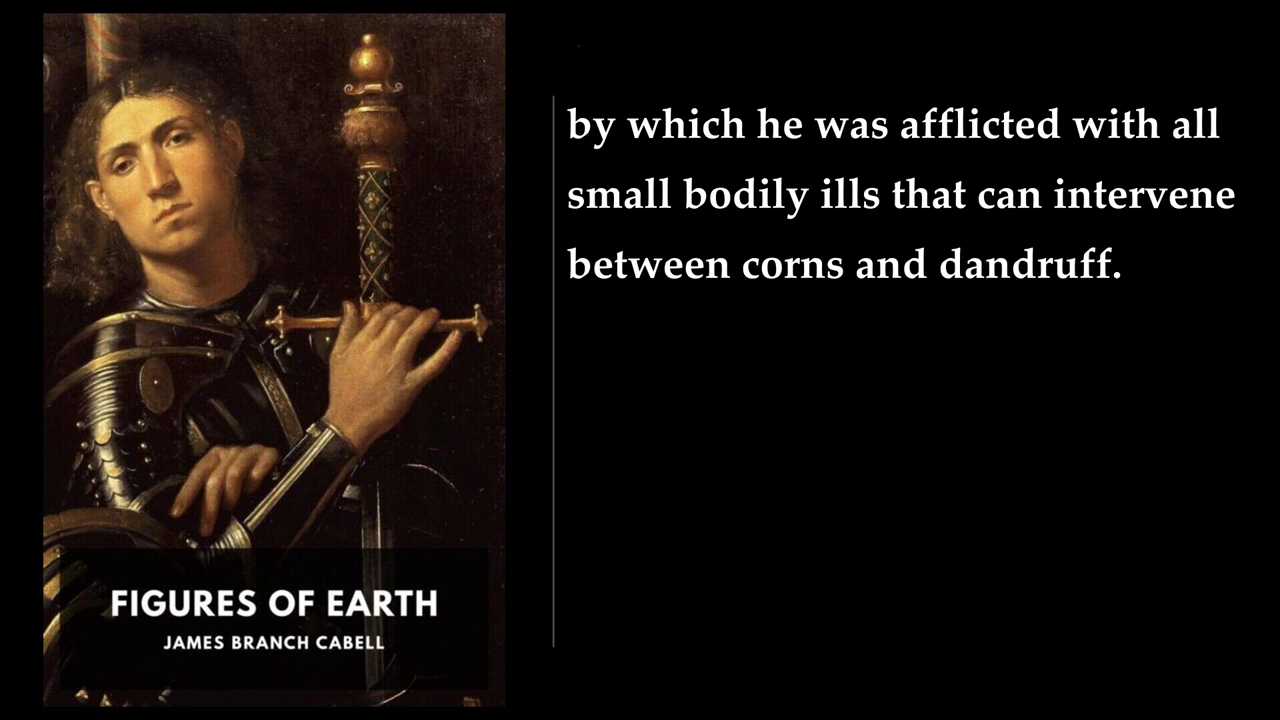 by which he was afflicted with all
small bodily ills that can intervene
between corns and dandruff.
FIGURES OF EARTH
JAMES BRANCH CABELL